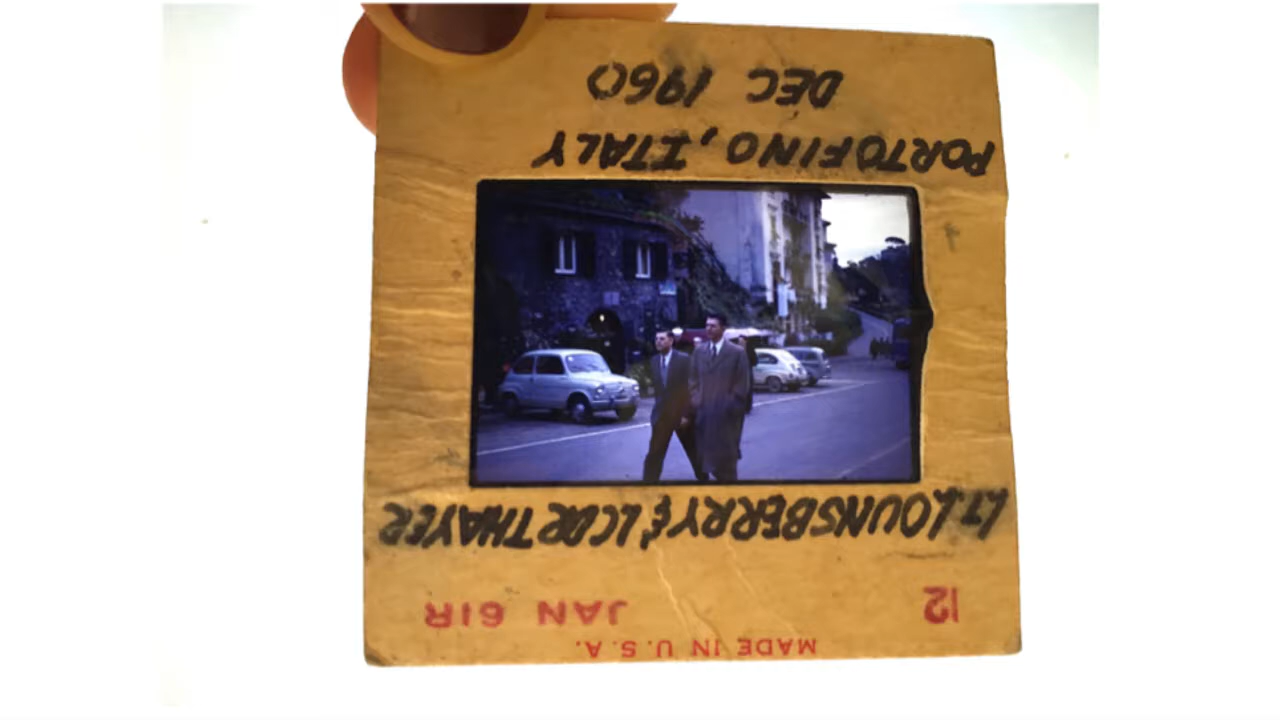 MADE IN U.S.A.
12 JAN 61R
LT. LOUNSBERRY & LCDR THAYER
PORTOFINO, ITALY
DEC 1960